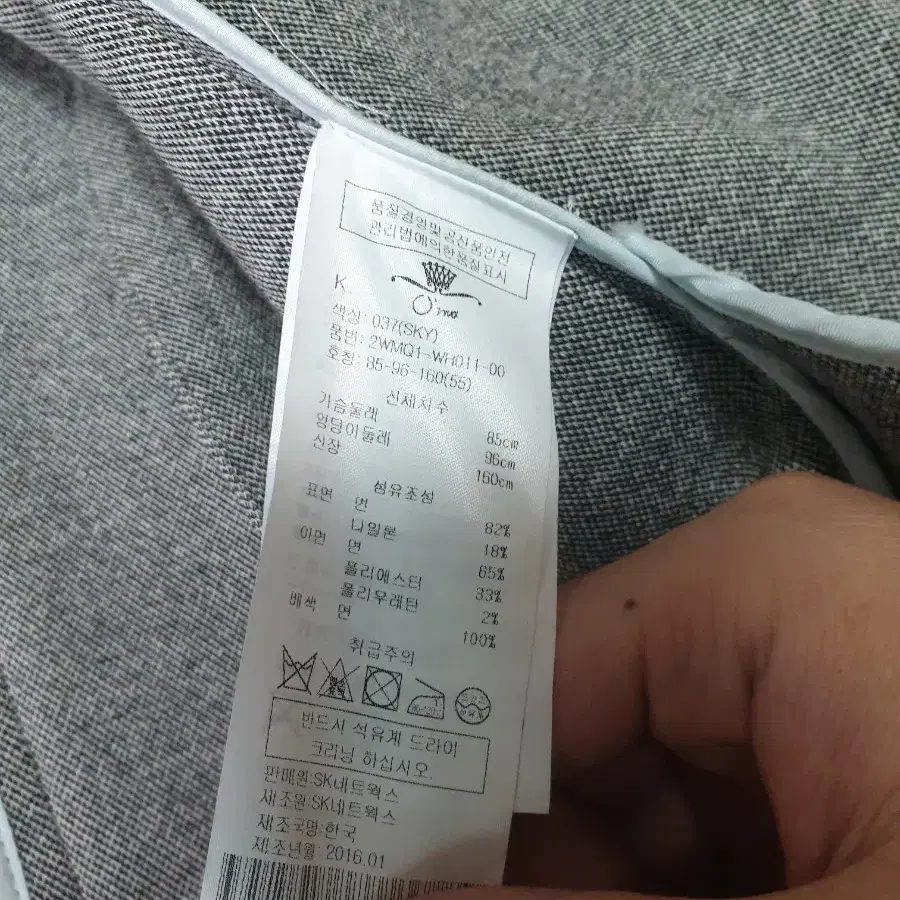 품질경영및공산품안전
관리법에의한품질표시
K.
O'2nd
색상: 037(SKY)
품번: 2WMQ1-WH011-00
호칭: 85-96-160(55)
신체치수
가슴둘레 85cm
엉덩이둘레 96cm
신장 160cm
섬유조성
표면 면 82%
나일론 18%
이면 면 65%
폴리에스터 33%
폴리우레탄 2%
배색 면 100%
취급주의
드라이
반드시 석유계 드라이
크리닝 하십시오.
판매원:SK네트웍스
제조원:SK네트웍스
제조국명:한국
제조년월 2016.01